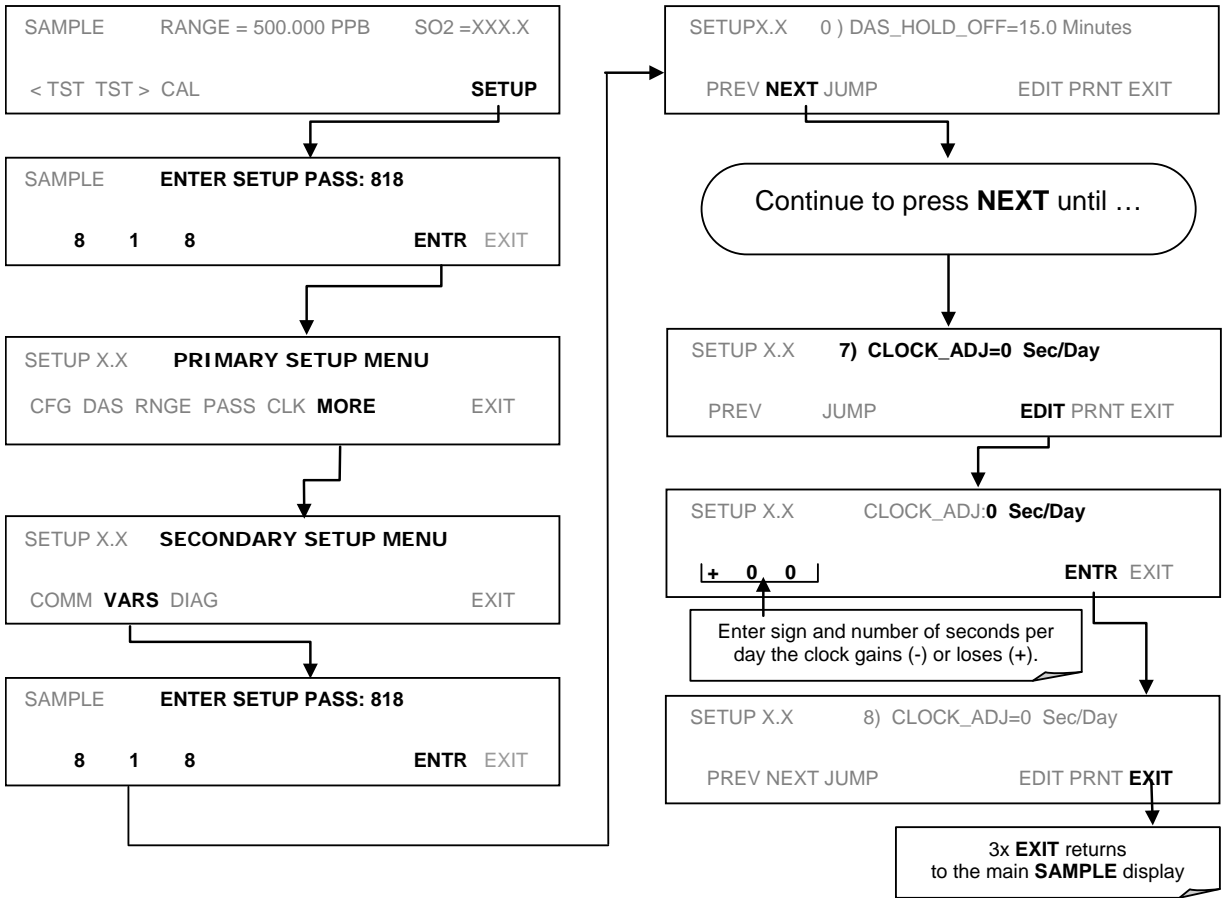 SAMPLE RANGE = 500.000 PPB SO2 =XXX.X
< TST TST > CAL SETUP
SAMPLE ENTER SETUP PASS: 818
8 1 8 ENTR EXIT
SETUP X.X PRIMARY SETUP MENU
CFG DAS RNGE PASS CLK MORE EXIT
SETUP X.X SECONDARY SETUP MENU
COMM VARS DIAG EXIT
SAMPLE ENTER SETUP PASS: 818
8 1 8 ENTR EXIT
SETUPX.X 0 ) DAS_HOLD_OFF=15.0 Minutes
PREV NEXT JUMP EDIT PRNT EXIT
Continue to press NEXT until …
SETUP X.X 7) CLOCK_ADJ=0 Sec/Day
PREV JUMP EDIT PRNT EXIT
SETUP X.X CLOCK_ADJ:0 Sec/Day
+ 0 0 ENTR EXIT
Enter sign and number of seconds per
day the clock gains (-) or loses (+).
SETUP X.X 8) CLOCK_ADJ=0 Sec/Day
PREV NEXT JUMP EDIT PRNT EXIT
3x EXIT returns
to the main SAMPLE display